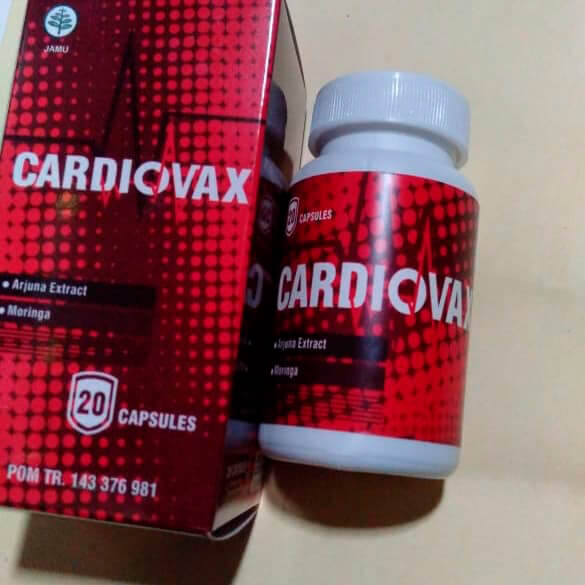 JAMU
CARDIOVAX
• Arjuna Extract
• Moringa
20 CAPSULES
POM TR. 143 376 981
20 CAPSULES
CARDIOVAX
• Arjuna Extract
• Moringa